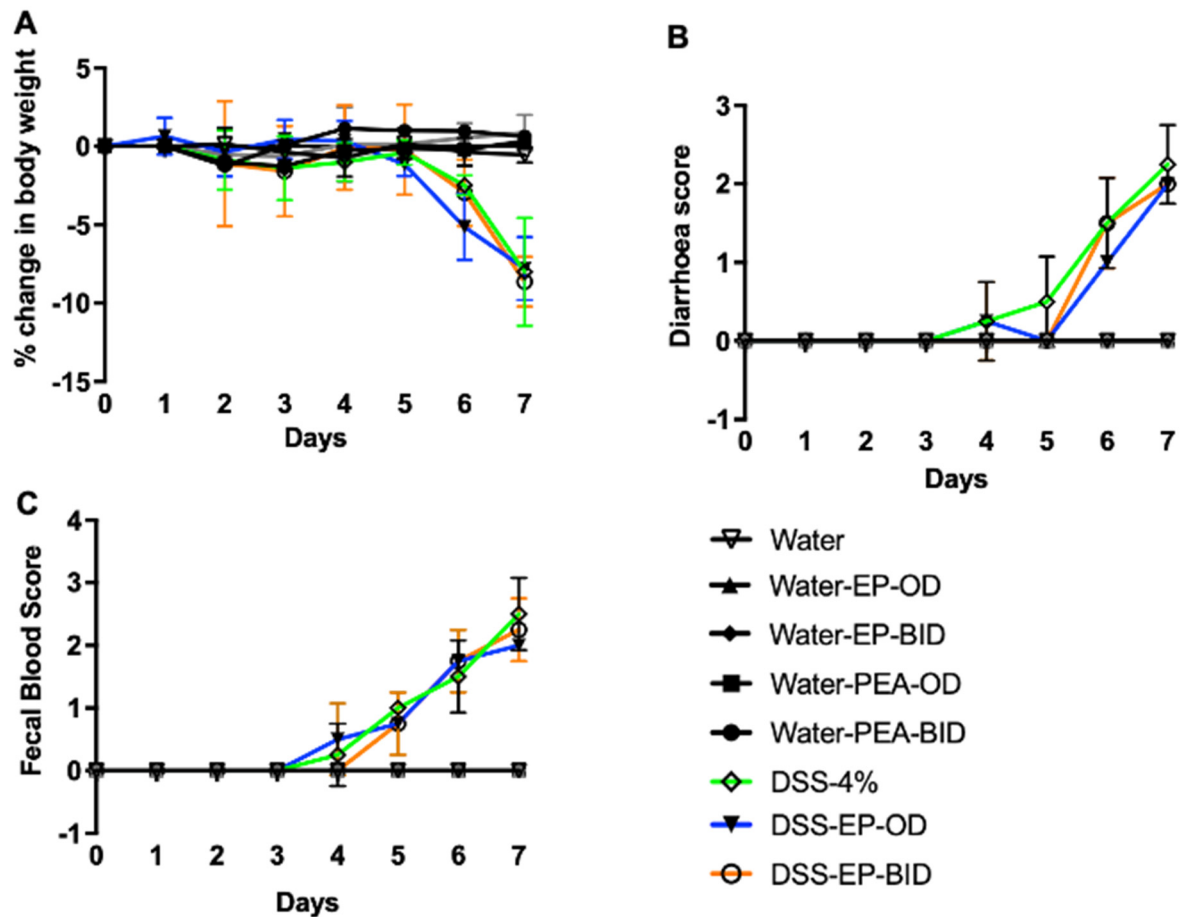 A
% change in body weight
5
0
-5
-10
-15
0 1 2 3 4 5 6 7
Days
B
Diarrhoea score
3
2
1
0
-1
0 1 2 3 4 5 6 7
Days
C
Fecal Blood Score
4
3
2
1
0
-1
0 1 2 3 4 5 6 7
Days
Water
Water-EP-OD
Water-EP-BID
Water-PEA-OD
Water-PEA-BID
DSS-4%
DSS-EP-OD
DSS-EP-BID